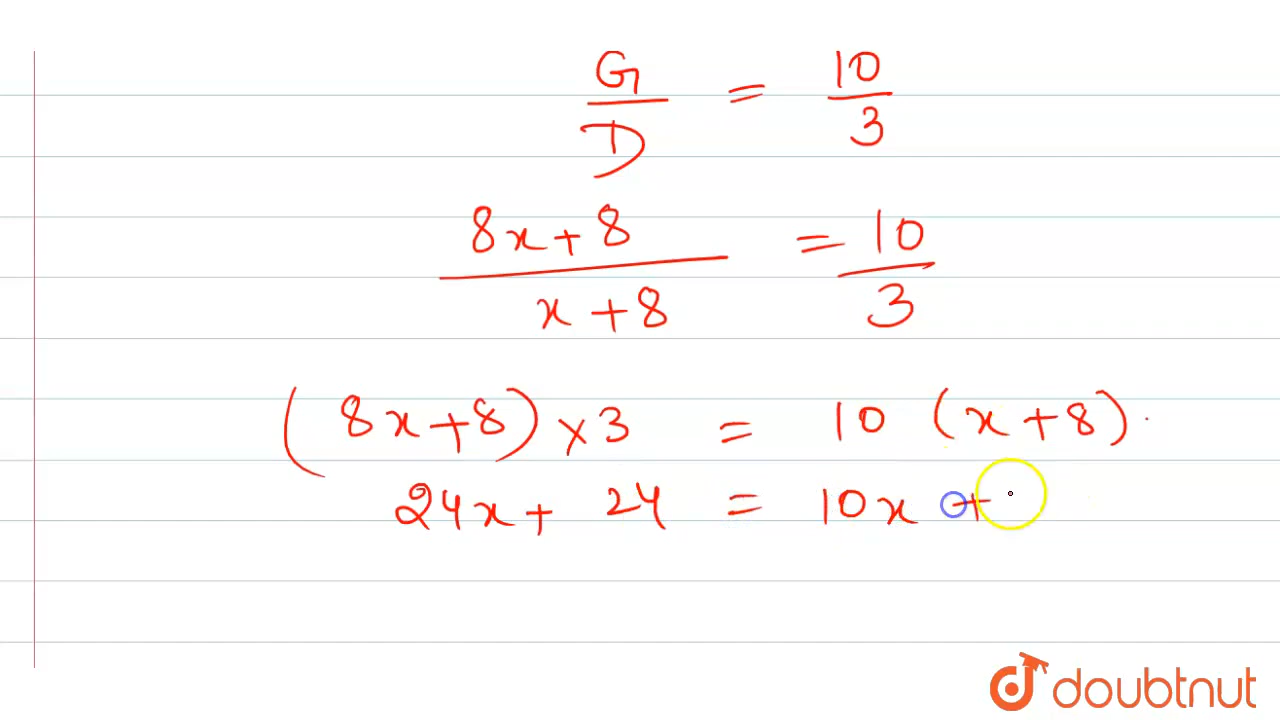 G/D = 10/3
8x+8/x+8 = 10/3
(8x+8)×3 = 10 (x+8).
24x+ 24 = 10x +
doubtnut